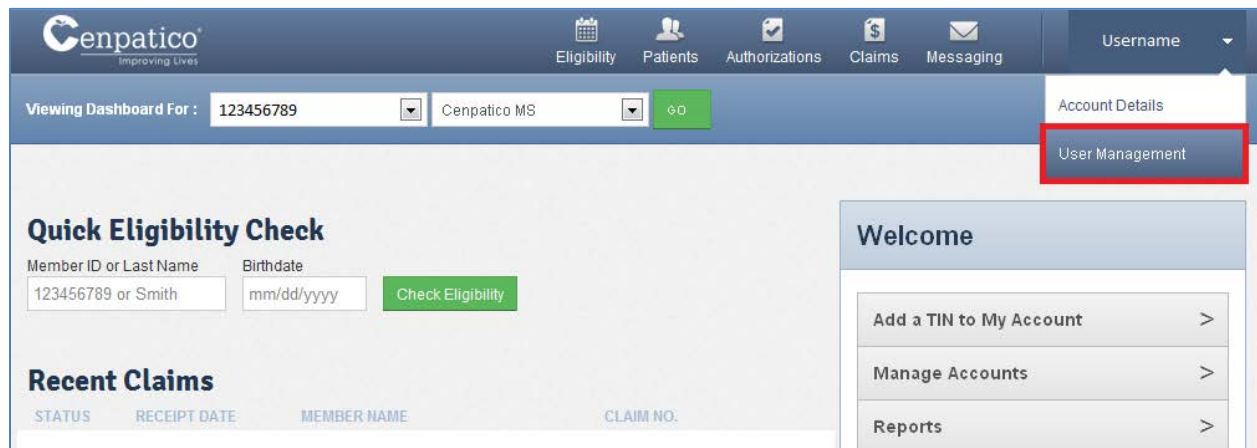 Cenpatico®
Improving Lives
Eligibility Patients Authorizations Claims Messaging Username
Viewing Dashboard For : 123456789 Cenpatico MS GO
Account Details
User Management
Quick Eligibility Check
Member ID or Last Name Birthdate
123456789 or Smith mm/dd/yyyy Check Eligibility
Recent Claims
STATUS RECEIPT DATE MEMBER NAME CLAIM NO.
Welcome
Add a TIN to My Account >
Manage Accounts >
Reports >